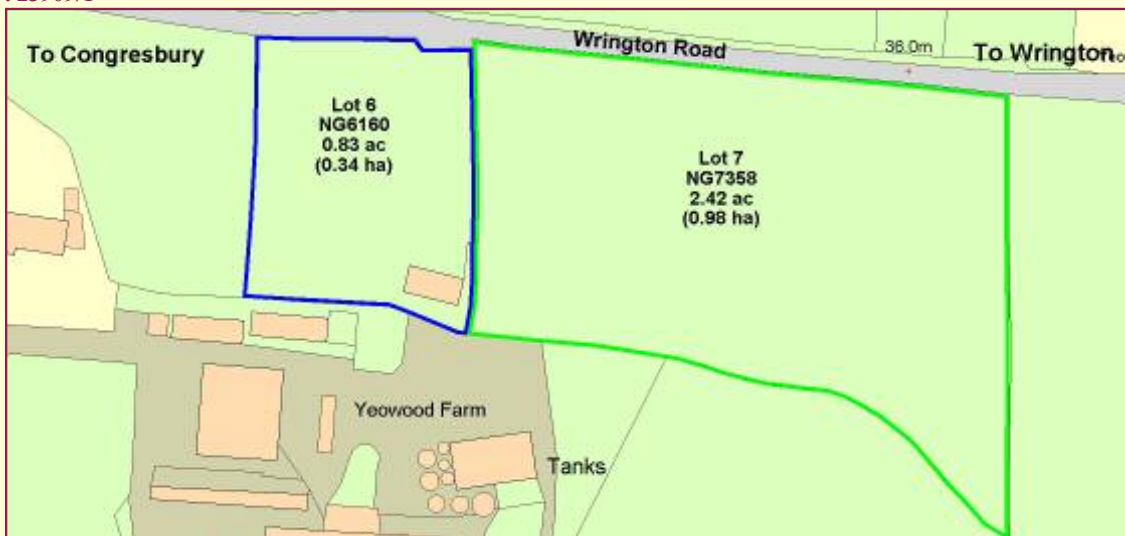 To Congresbury
Wrington Road
36.0m
To Wrington
Lot 6
NG6160
0.83 ac
(0.34 ha)
Lot 7
NG7358
2.42 ac
(0.98 ha)
Yeowood Farm
Tanks